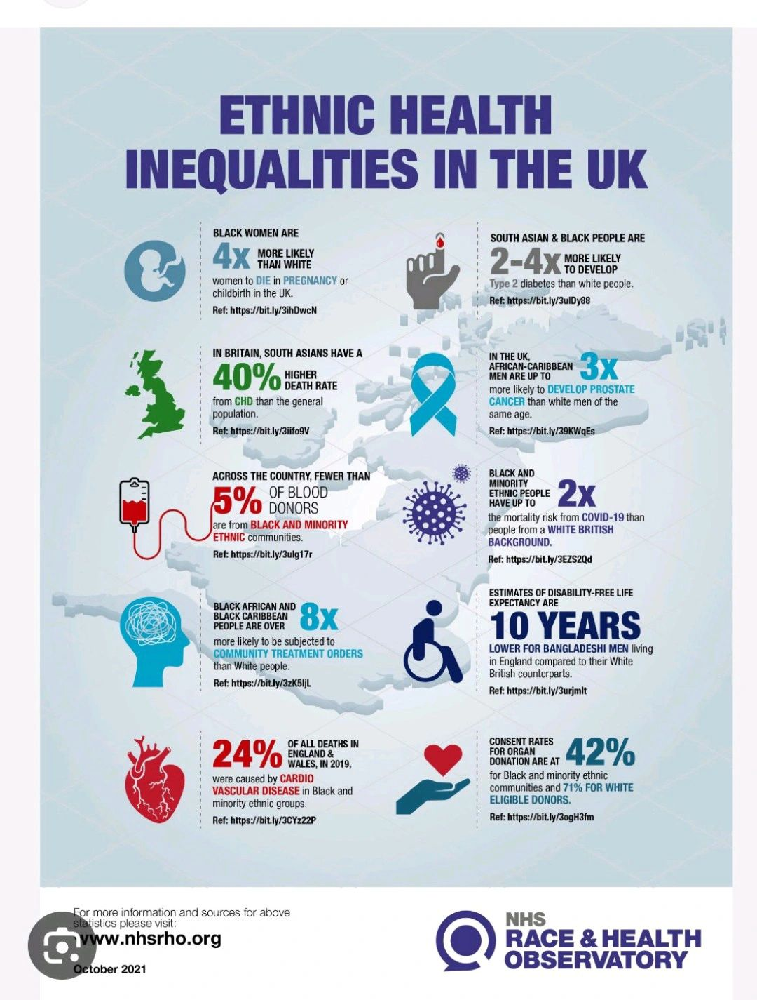 ETHNIC HEALTH
INEQUALITIES IN THE UK
BLACK WOMEN ARE
4x MORE LIKELY
THAN WHITE
women to DIE in PREGNANCY or
childbirth in the UK.
Ref: https://bit.ly/3ihDwcN
SOUTH ASIAN & BLACK PEOPLE ARE
2-4x MORE LIKELY
TO DEVELOP
Type 2 diabetes than white people.
Ref: https://bit.ly/3ulDy88
IN BRITAIN, SOUTH ASIANS HAVE A
40% HIGHER
DEATH RATE
from CHD than the general
population.
Ref: https://bit.ly/3iifo9V
IN THE UK,
AFRICAN-CARIBBEAN
MEN ARE UP TO
3x
more likely to DEVELOP PROSTATE
CANCER than white men of the
same age.
Ref: https://bit.ly/39KWqEs
ACROSS THE COUNTRY, FEWER THAN
5% OF BLOOD
DONORS
are from BLACK AND MINORITY
ETHNIC communities.
Ref: https://bit.ly/3ulg17r
BLACK AND
MINORITY
ETHNIC PEOPLE
HAVE UP TO
2x
the mortality risk from COVID-19 than
people from a WHITE BRITISH
BACKGROUND.
Ref: https://bit.ly/3EZS2Qd
BLACK AFRICAN AND
BLACK CARIBBEAN
PEOPLE ARE OVER
8x
more likely to be subjected to
COMMUNITY TREATMENT ORDERS
than White people.
Ref: https://bit.ly/3zK5ljL
ESTIMATES OF DISABILITY-FREE LIFE
EXPECTANCY ARE
10 YEARS
LOWER FOR BANGLADESHI MEN living
in England compared to their White
British counterparts.
Ref: https://bit.ly/3urjmIt
24% OF ALL DEATHS IN
ENGLAND &
WALES, IN 2019,
were caused by CARDIO
VASCULAR DISEASE in Black and
minority ethnic groups.
Ref: https://bit.ly/3CYz22P
CONSENT RATES
FOR ORGAN
DONATION ARE AT
42%
for Black and minority ethnic
communities and 71% FOR WHITE
ELIGIBLE DONORS.
Ref: https://bit.ly/3ogH3fm
For more information and sources for above
statistics please visit:
www.nhsrho.org
October 2021
NHS
RACE & HEALTH
OBSERVATORY